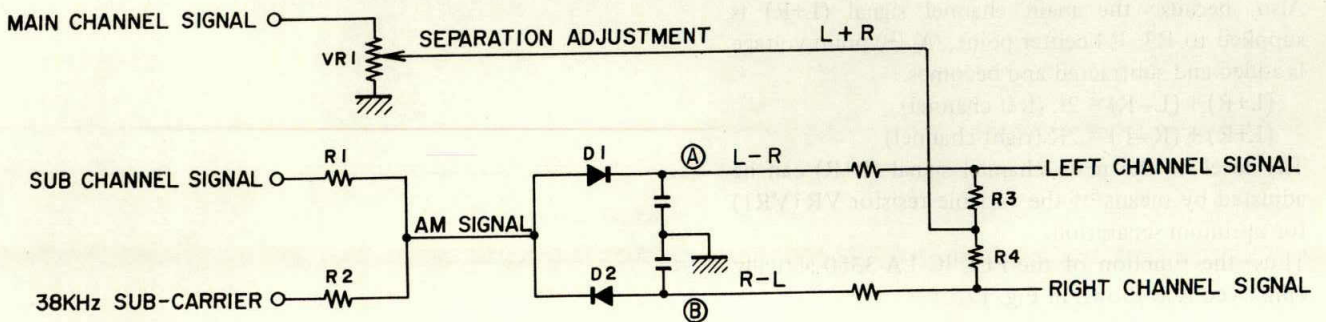 MAIN CHANNEL SIGNAL
VR1
SEPARATION ADJUSTMENT
L+R
SUB CHANNEL SIGNAL
R1
AM SIGNAL
38KHz SUB-CARRIER
R2
D1
D2
Ⓐ
L-R
Ⓑ
R-L
R3
R4
LEFT CHANNEL SIGNAL
RIGHT CHANNEL SIGNAL